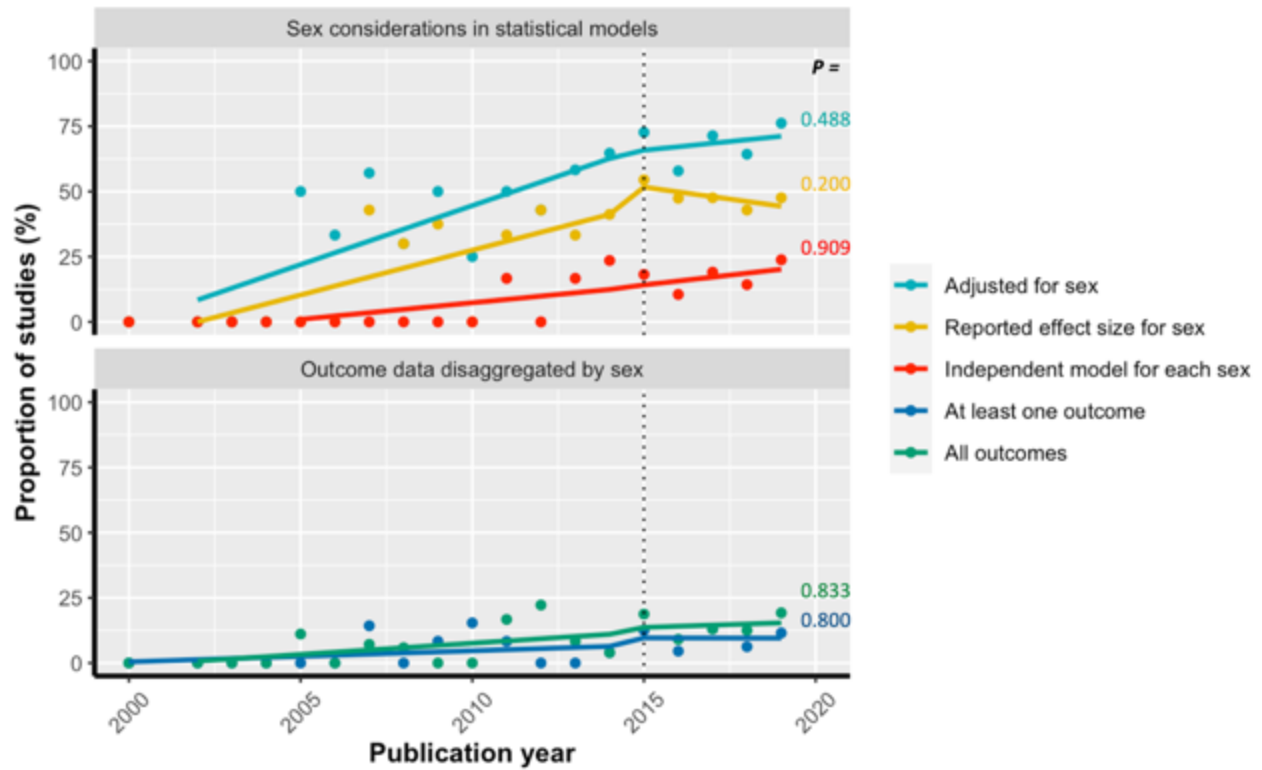 Sex considerations in statistical models
100
P =
0.488
75
0.200
50
0.909
25
0
Outcome data disaggregated by sex
100
75
50
25
0.833
0.800
0
Proportion of studies (%)
2000
2005
2010
2015
2020
Publication year
Adjusted for sex
Reported effect size for sex
Independent model for each sex
At least one outcome
All outcomes